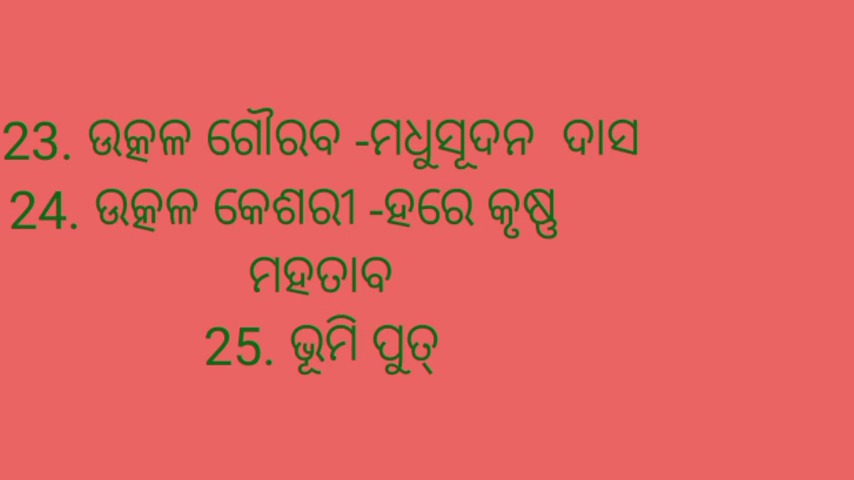 23. ଉତ୍କଳ ଗୌରବ -ମଧୁସୂଦନ ଦାସ
24. ଉତ୍କଳ କେଶରୀ -ହରେ କୃଷ୍ଣ
ମହତାବ
25. ଭୂମି ପୁତ୍